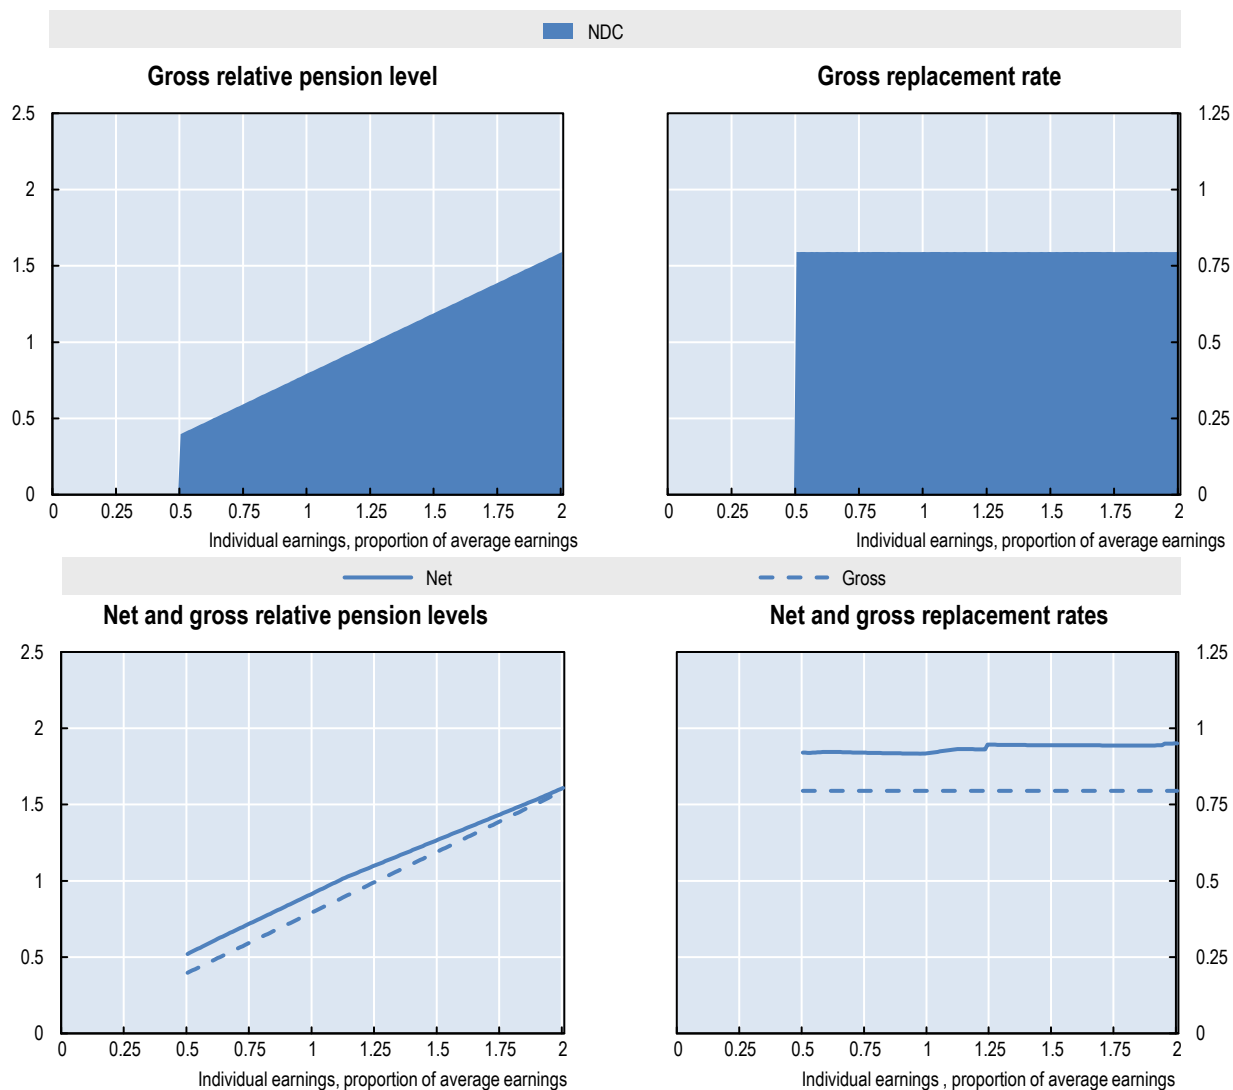 NDC
Gross relative pension level
Gross replacement rate
2.5
2
1.5
1
0.5
0
0 0.25 0.5 0.75 1 1.25 1.5 1.75 2
Individual earnings, proportion of average earnings
1.25
1
0.75
0.5
0.25
0
0 0.25 0.5 0.75 1 1.25 1.5 1.75 2
Individual earnings, proportion of average earnings
Net Gross
Net and gross relative pension levels
Net and gross replacement rates
2.5
2
1.5
1
0.5
0
0 0.25 0.5 0.75 1 1.25 1.5 1.75 2
Individual earnings, proportion of average earnings
1.25
1
0.75
0.5
0.25
0
0 0.25 0.5 0.75 1 1.25 1.5 1.75 2
Individual earnings , proportion of average earnings